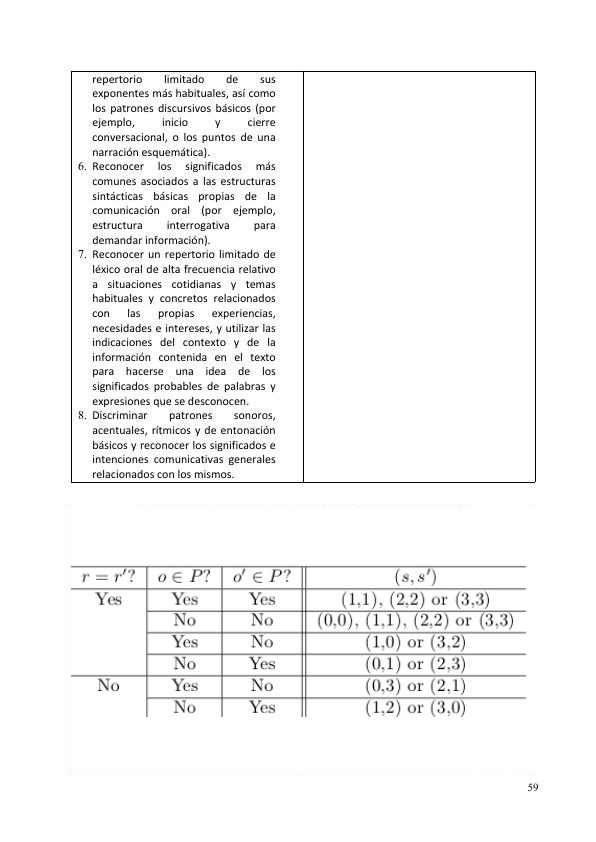 repertorio limitado de sus
exponentes más habituales, así como
los patrones discursivos básicos (por
ejemplo, inicio y cierre
conversacional, o los puntos de una
narración esquemática).
6. Reconocer los significados más
comunes asociados a las estructuras
sintácticas básicas propias de la
comunicación oral (por ejemplo,
estructura interrogativa para
demandar información).
7. Reconocer un repertorio limitado de
léxico oral de alta frecuencia relativo
a situaciones cotidianas y temas
habituales y concretos relacionados
con las propias experiencias,
necesidades e intereses, y utilizar las
indicaciones del contexto y de la
información contenida en el texto
para hacerse una idea de los
significados probables de palabras y
expresiones que se desconocen.
8. Discriminar patrones sonoros,
acentuales, rítmicos y de entonación
básicos y reconocer los significados e
intenciones comunicativas generales
relacionados con los mismos.
r = r′? o ∈ P? o′ ∈ P? (s, s′)
Yes Yes Yes (1,1), (2,2) or (3,3)
No No (0,0), (1,1), (2,2) or (3,3)
Yes No (1,0) or (3,2)
No Yes (0,1) or (2,3)
No Yes No (0,3) or (2,1)
No Yes (1,2) or (3,0)
59